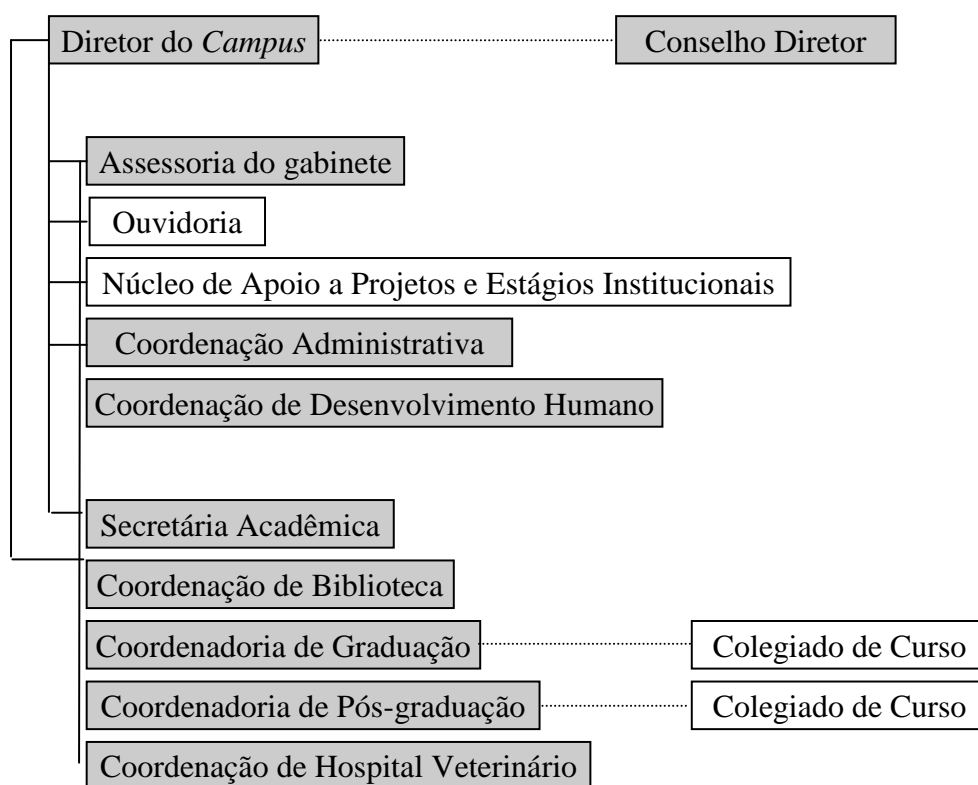 Diretor do Campus
Conselho Diretor
Assessoria do gabinete
Ouvidoria
Núcleo de Apoio a Projetos e Estágios Institucionais
Coordenação Administrativa
Coordenação de Desenvolvimento Humano
Secretária Acadêmica
Coordenação de Biblioteca
Coordenadoria de Graduação
Colegiado de Curso
Coordenadoria de Pós-graduação
Colegiado de Curso
Coordenação de Hospital Veterinário